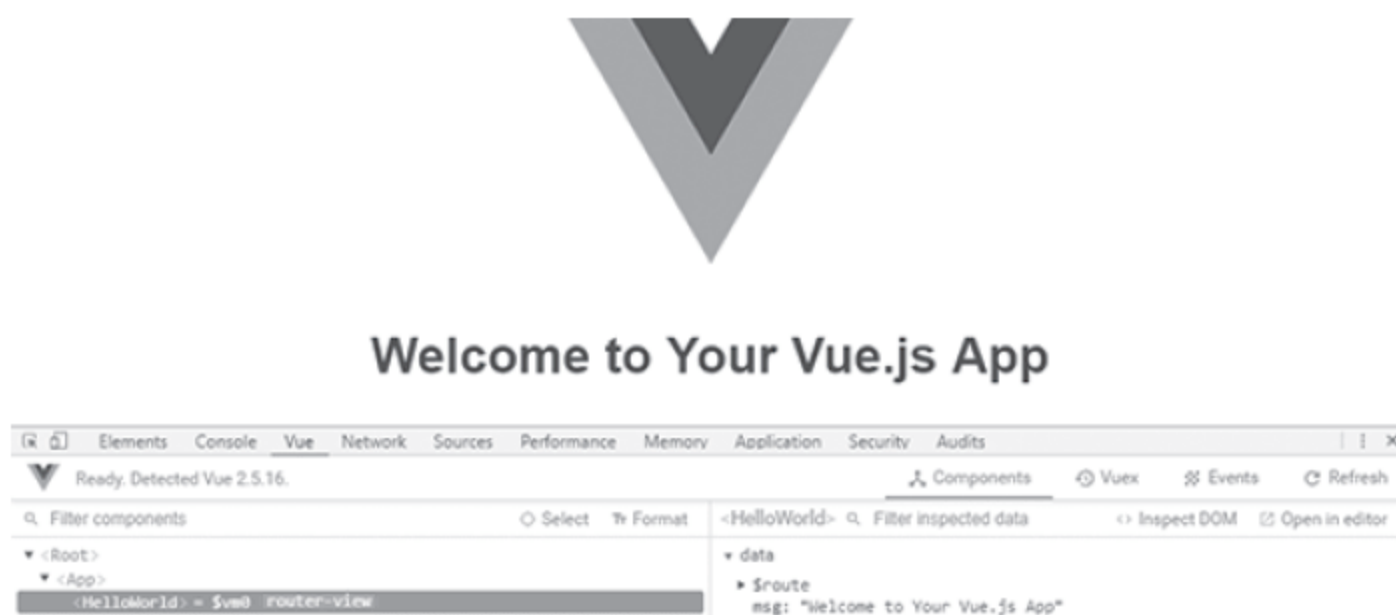 Welcome to Your Vue.js App
Elements Console Vue Network Sources Performance Memory Application Security Audits
Ready. Detected Vue 2.5.16. Components Vuex Events Refresh
Filter components Select Tr Format <HelloWorld> Filter inspected data <> Inspect DOM Open in editor
▼ <Root> ▼ data
▼ <App> ▶ $route
<HelloWorld> = $vm0 router-view msg: "Welcome to Your Vue.js App"